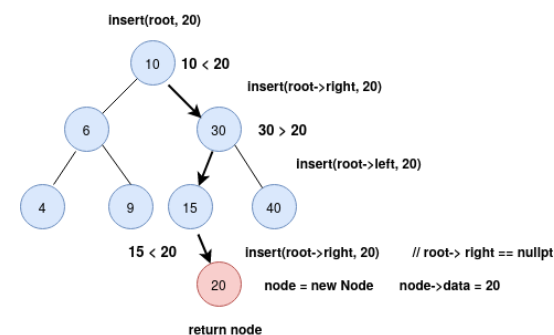 insert(root, 20)
10 10 < 20
insert(root->right, 20)
6 30 30 > 20
insert(root->left, 20)
4 9 15 40
15 < 20 insert(root->right, 20) // root-> right == nullpt
20 node = new Node node->data = 20
return node